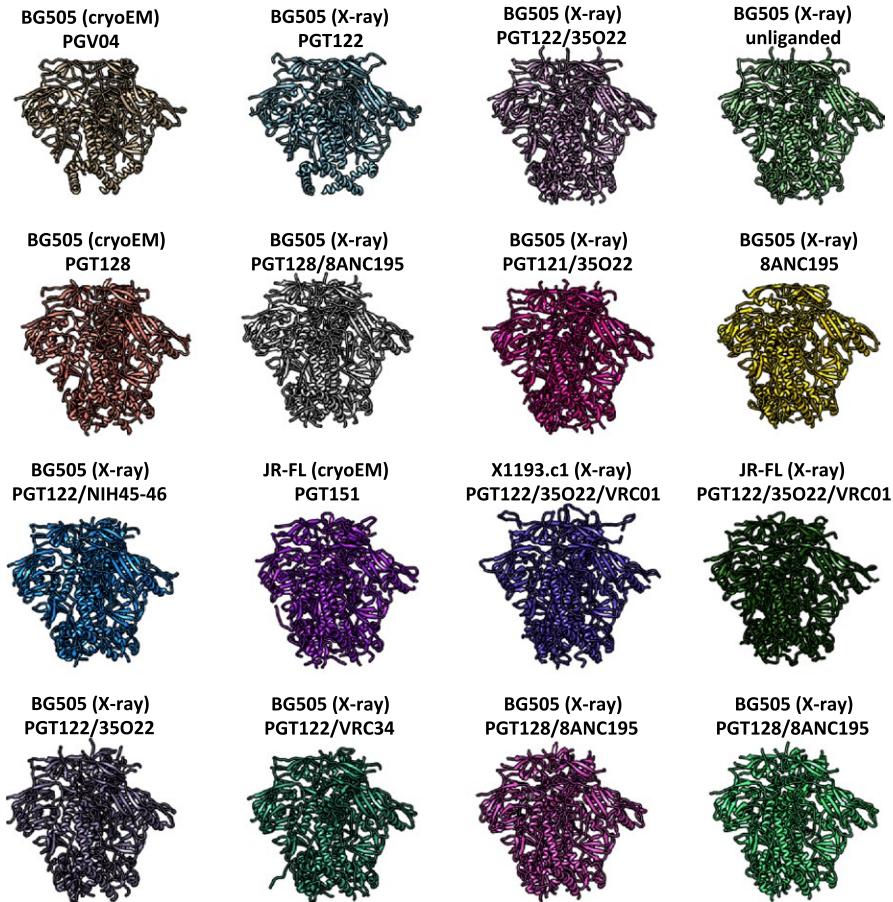 BG505 (cryoEM)
PGV04
BG505 (X-ray)
PGT122
BG505 (X-ray)
PGT122/35O22
BG505 (X-ray)
unliganded
BG505 (cryoEM)
PGT128
BG505 (X-ray)
PGT128/8ANC195
BG505 (X-ray)
PGT121/35O22
BG505 (X-ray)
8ANC195
BG505 (X-ray)
PGT122/NIH45-46
JR-FL (cryoEM)
PGT151
X1193.c1 (X-ray)
PGT122/35O22/VRC01
JR-FL (X-ray)
PGT122/35O22/VRC01
BG505 (X-ray)
PGT122/35O22
BG505 (X-ray)
PGT122/VRC34
BG505 (X-ray)
PGT128/8ANC195
BG505 (X-ray)
PGT128/8ANC195